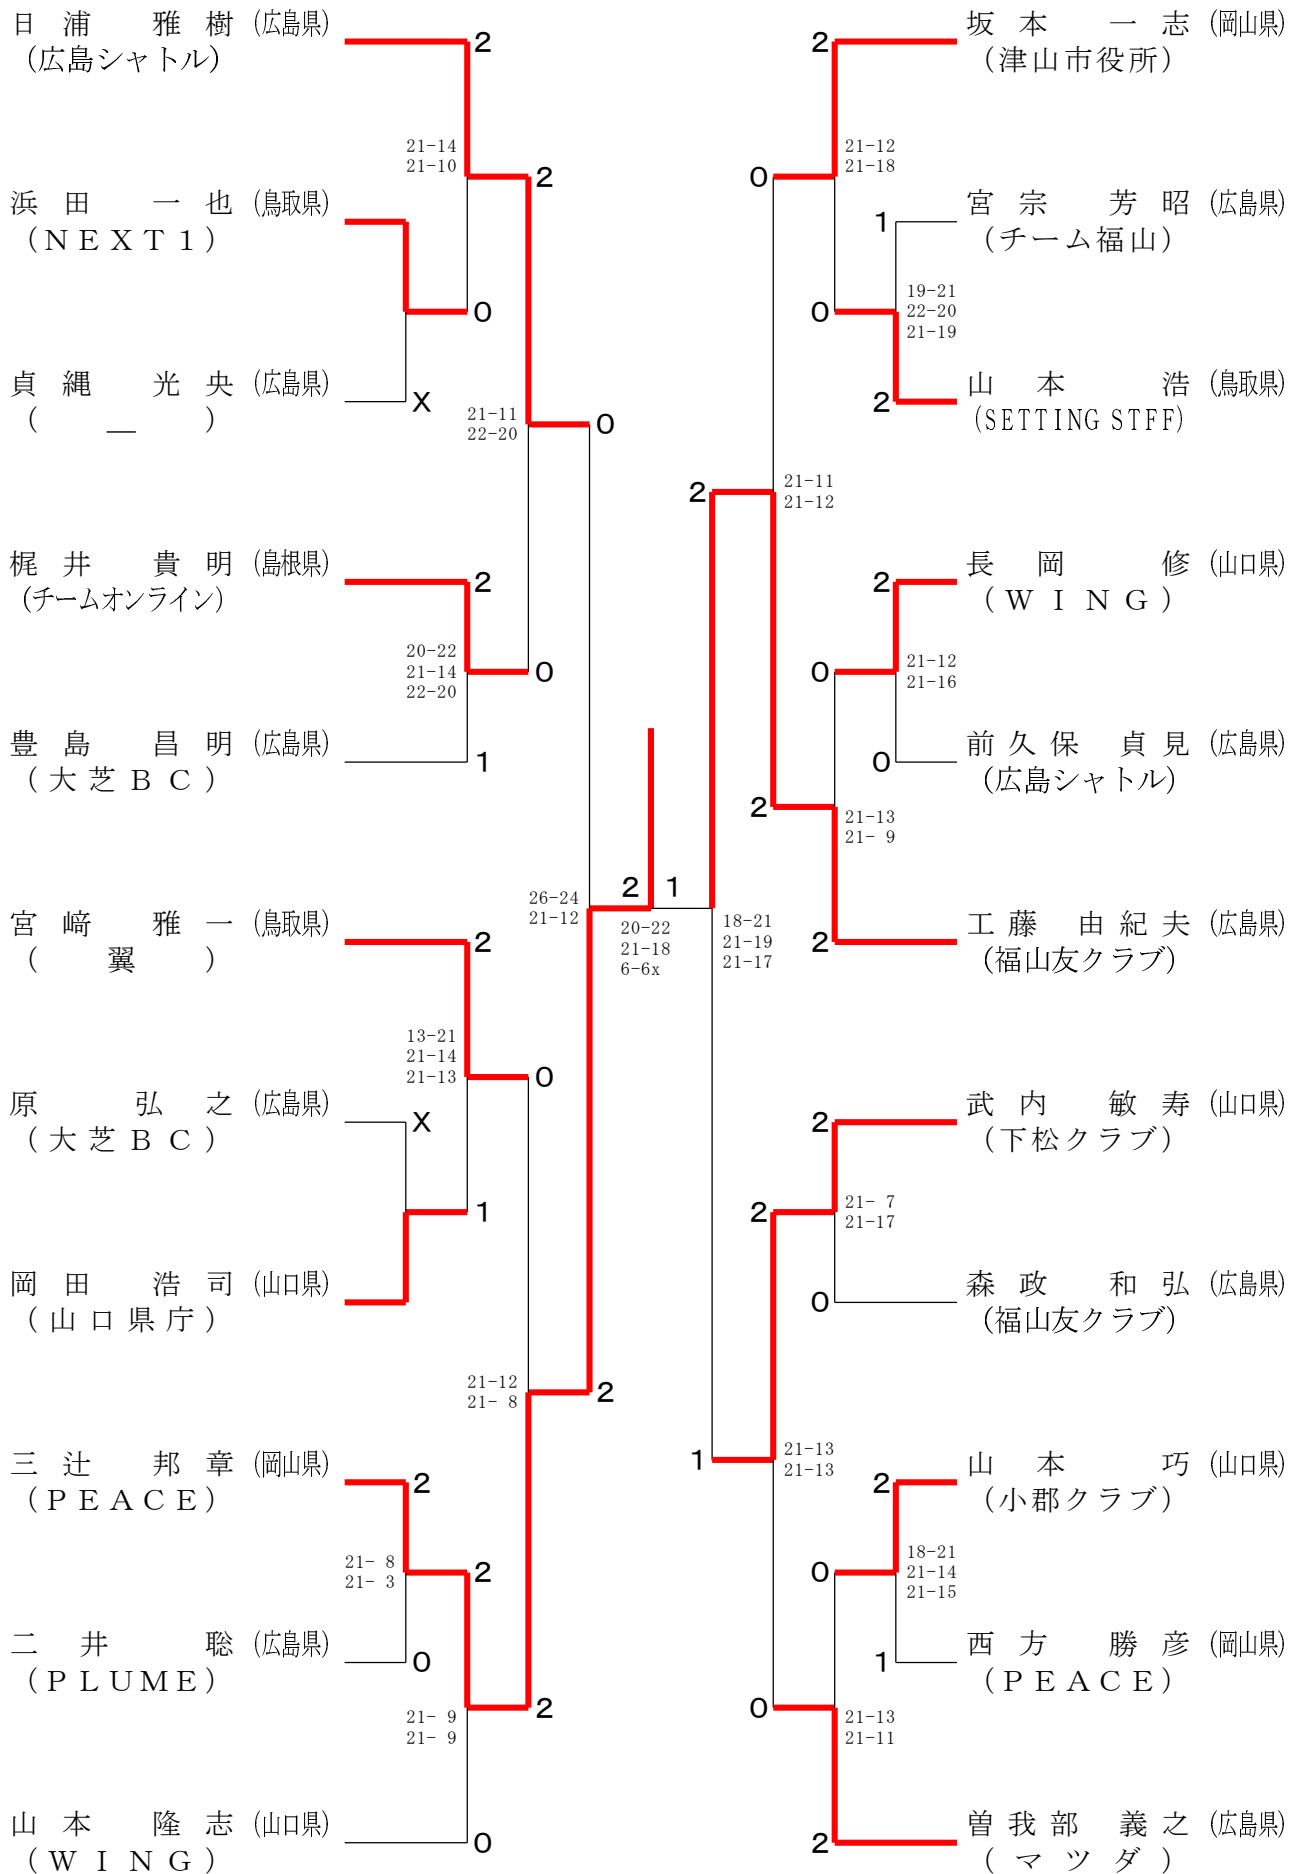 日浦 雅樹 (広島県)
(広島シャトル)
2
21-14
21-10
2
浜田 一也 (鳥取県)
(NEXT1)
0
貞縄 光央 (広島県)
( __ )
X
21-11
22-20
0
梶井 貴明 (島根県)
(チームオンライン)
2
20-22
21-14
22-20
0
豊島 昌明 (広島県)
(大芝BC)
1
26-24
21-12
宮﨑 雅一 (鳥取県)
( 翼 )
2
13-21
21-14
21-13
0
原 弘之 (広島県)
(大芝BC)
X
1
岡田 浩司 (山口県)
(山口県庁)
21-12
21- 8
2
三辻 邦章 (岡山県)
(PEACE)
2
21- 8
21- 3
2
二井 聡 (広島県)
(PLUME)
0
21- 9
21- 9
2
山本 隆志 (山口県)
(WING)
0
2 1
20-22
21-18
6-6x
坂本 一志 (岡山県)
(津山市役所)
2
21-12
21-18
0
宮宗 芳昭 (広島県)
(チーム福山)
1
19-21
22-20
21-19
0
山本 浩 (鳥取県)
(SETTING STFF)
2
21-11
21-12
2
長岡 修 (山口県)
(WING)
2
21-12
21-16
0
前久保 貞見 (広島県)
(広島シャトル)
0
21-13
21- 9
2
工藤 由紀夫 (広島県)
(福山友クラブ)
2
18-21
21-19
21-17
武内 敏寿 (山口県)
(下松クラブ)
2
21- 7
21-17
2
森政 和弘 (広島県)
(福山友クラブ)
0
21-13
21-13
1
山本 巧 (山口県)
(小郡クラブ)
2
18-21
21-14
21-15
0
西方 勝彦 (岡山県)
(PEACE)
1
21-13
21-11
0
曽我部 義之 (広島県)
(マツダ)
2